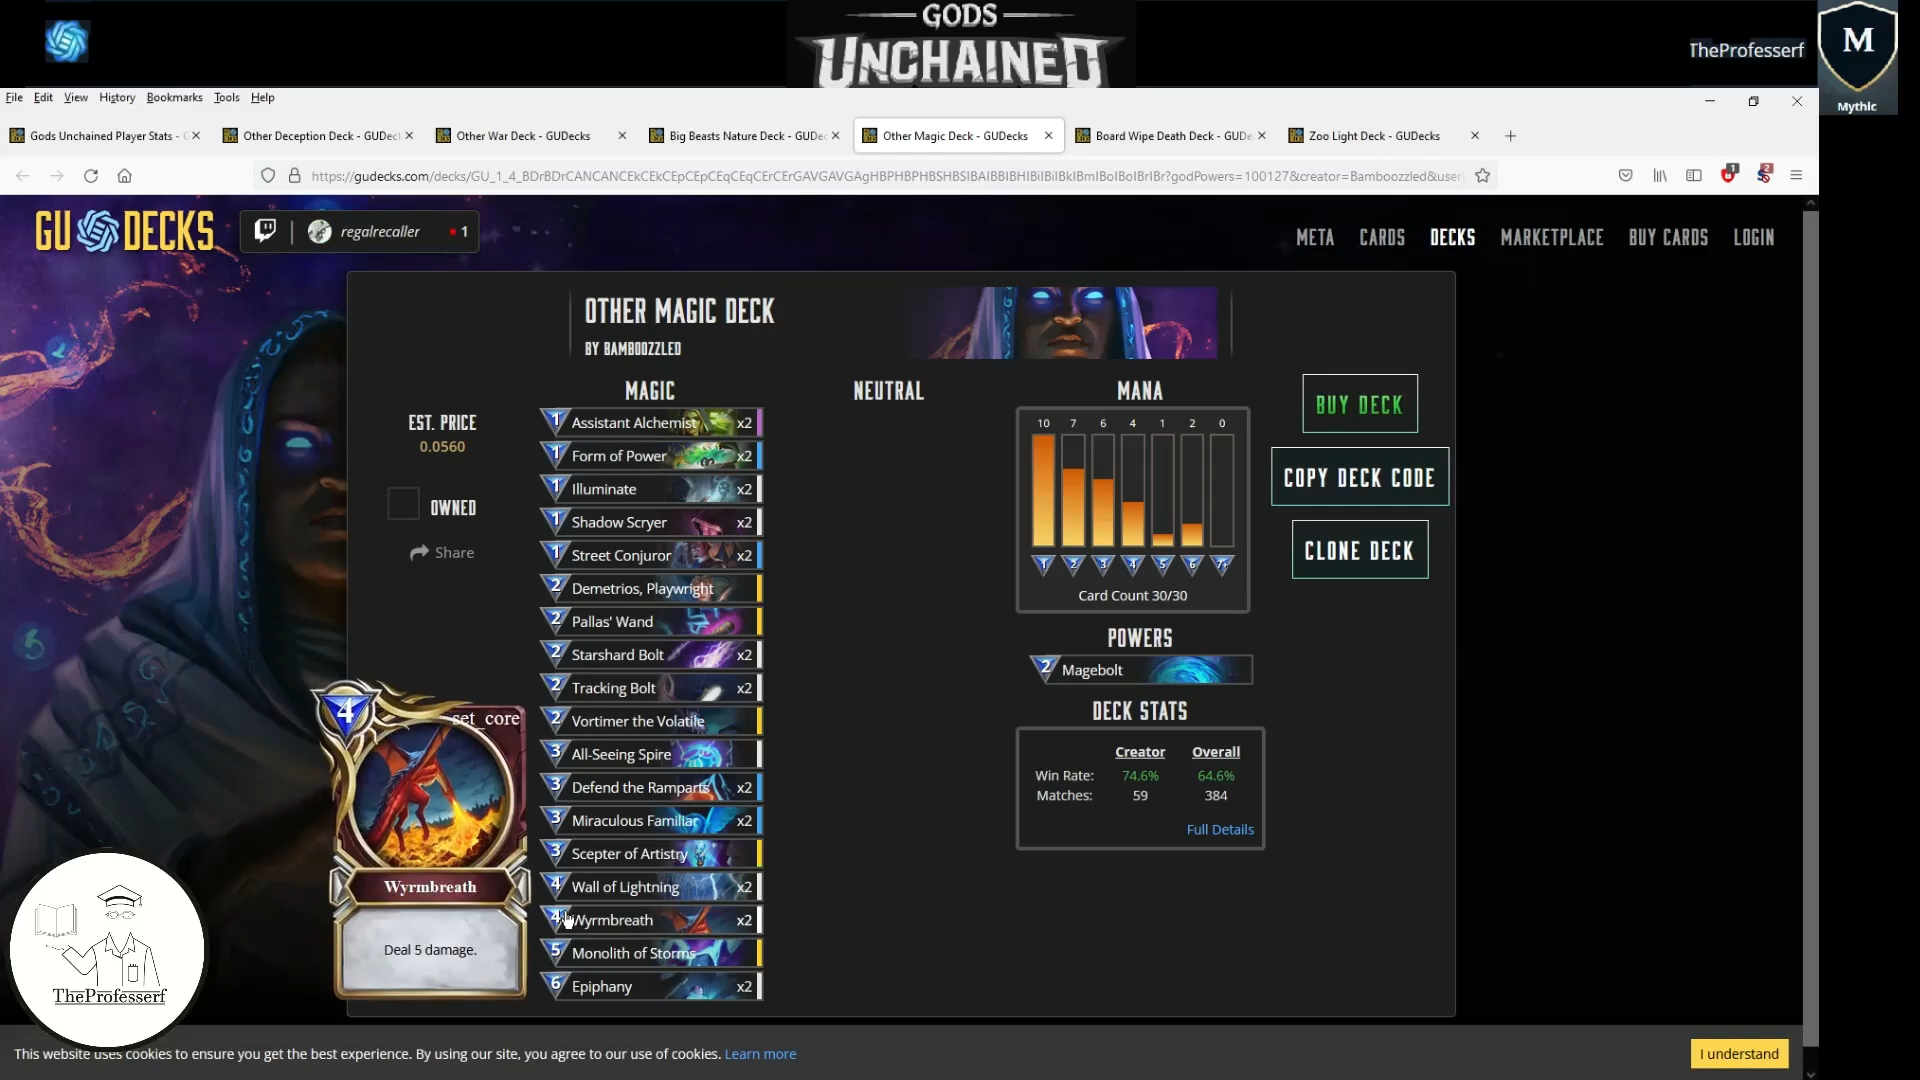 GODS
UNCHAINED
TheProfesserf
M
Mythic
File Edit View History Bookmarks Tools Help
Gods Unchained Player Stats - G
Other Deception Deck - GUDeck
Other War Deck - GUDecks
Big Beasts Nature Deck - GUDec
Other Magic Deck - GUDecks
Board Wipe Death Deck - GUDe
Zoo Light Deck - GUDecks
1
2
GU DECKS
regalrecaller
1
META CARDS DECKS MARKETPLACE BUY CARDS LOGIN
OTHER MAGIC DECK
BY BAMBOOZZLED
EST. PRICE
0.0560
OWNED
Share
MAGIC
1 Assistant Alchemist x2
1 Form of Power x2
1 Illuminate x2
1 Shadow Scryer x2
1 Street Conjuror x2
2 Demetrios, Playwright
2 Pallas' Wand
2 Starshard Bolt x2
2 Tracking Bolt x2
2 Vortimer the Volatile
3 All-Seeing Spire
3 Defend the Ramparts x2
3 Miraculous Familiar x2
3 Scepter of Artistry
4 Wall of Lightning x2
4 Wyrmbreath x2
5 Monolith of Storms
6 Epiphany x2
NEUTRAL
MANA
10 7 6 4 1 2 0
1 2 3 4 5 6 7+
Card Count 30/30
POWERS
2 Magebolt
DECK STATS
Creator Overall
Win Rate: 74.6% 64.6%
Matches: 59 384
Full Details
BUY DECK
COPY DECK CODE
CLONE DECK
4
set_core
Wyrmbreath
Deal 5 damage.
TheProfesserf
This website uses cookies to ensure you get the best experience. By using our site, you agree to our use of cookies. Learn more
I understand